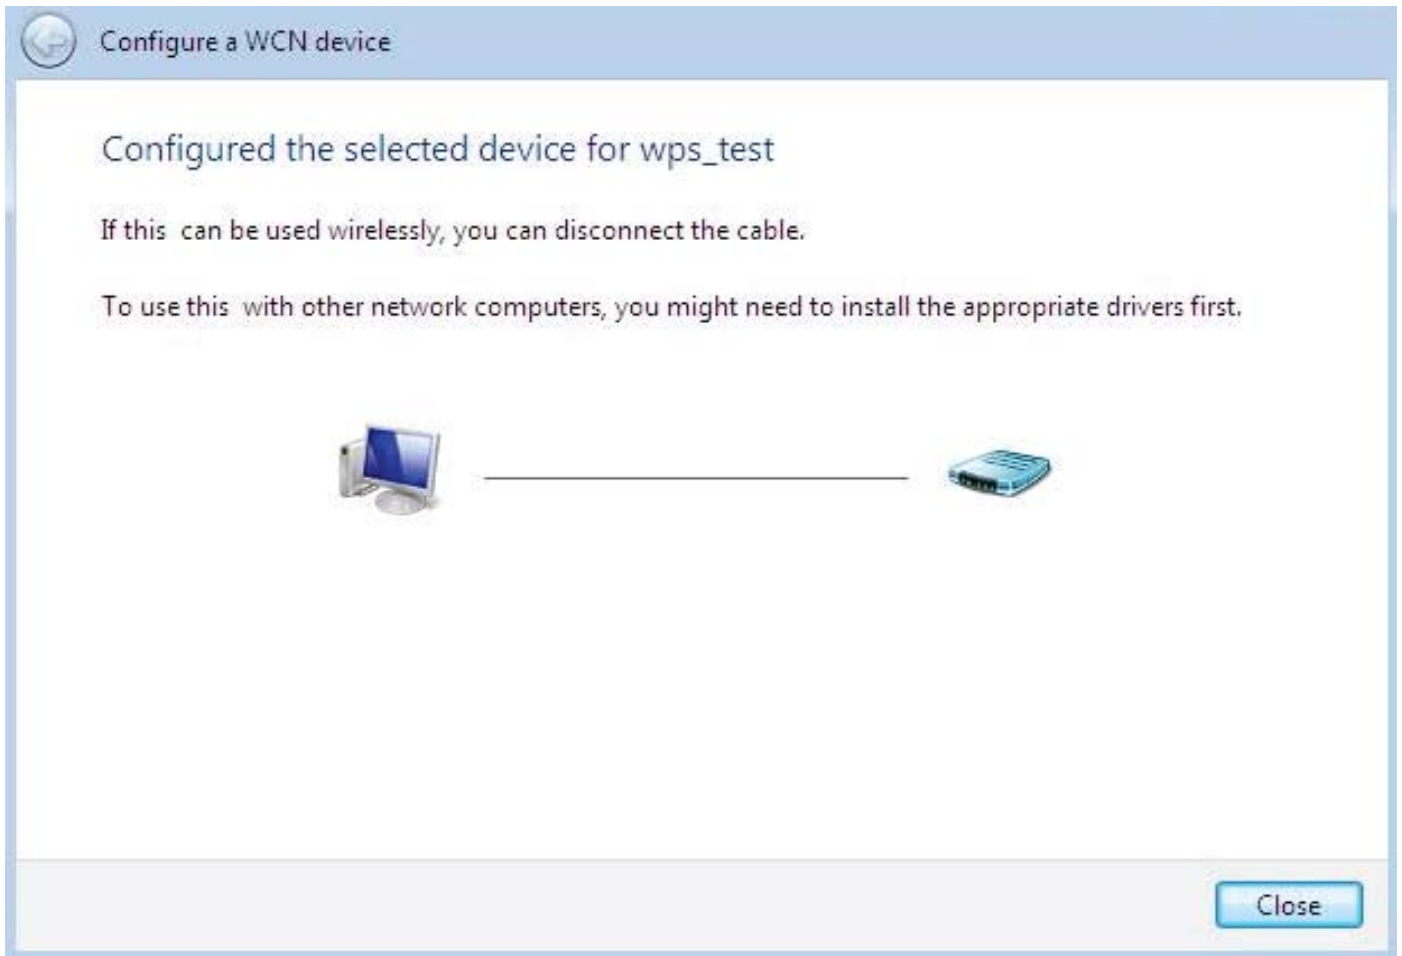 Configure a WCN device
Configured the selected device for wps_test
If this  can be used wirelessly, you can disconnect the cable.
To use this  with other network computers, you might need to install the appropriate drivers first.
Close